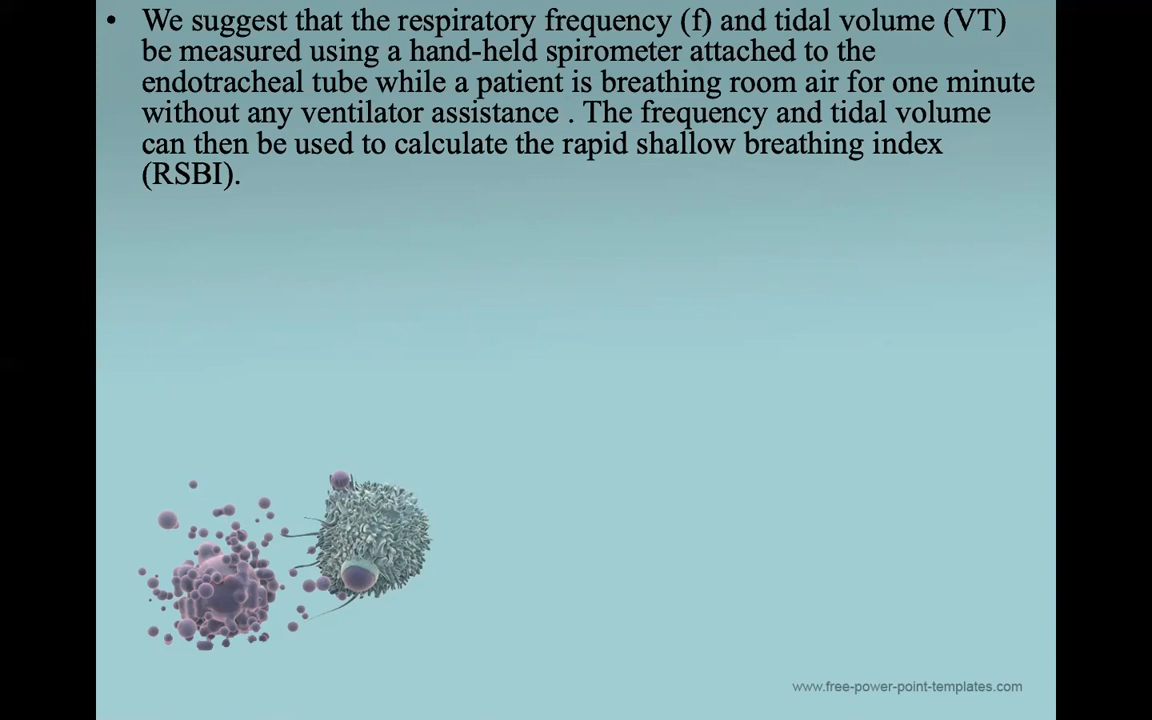 • We suggest that the respiratory frequency (f) and tidal volume (VT)
be measured using a hand-held spirometer attached to the
endotracheal tube while a patient is breathing room air for one minute
without any ventilator assistance . The frequency and tidal volume
can then be used to calculate the rapid shallow breathing index
(RSBI).
www.free-power-point-templates.com